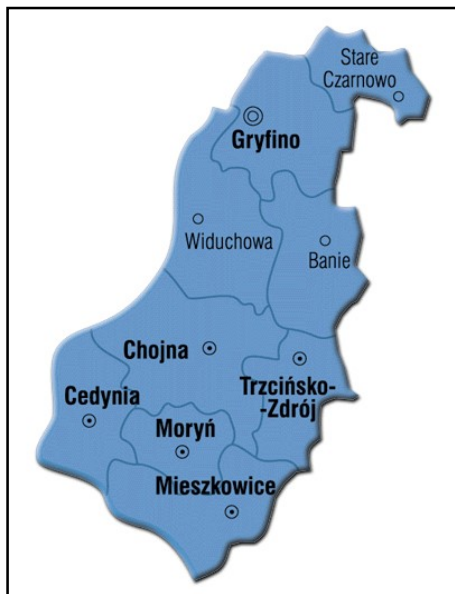 Stare
Czarnowo
Gryfino
Widuchowa
Banie
Chojna
Trzcińsko-
-Zdrój
Cedynia
Moryń
Mieszkowice